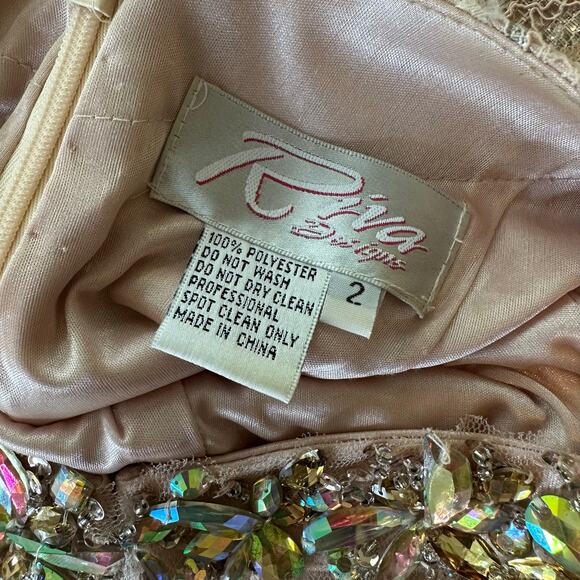 Riva
Designs
2
100% POLYESTER
DO NOT WASH
DO NOT DRY CLEAN
PROFESSIONAL
SPOT CLEAN ONLY
MADE IN CHINA